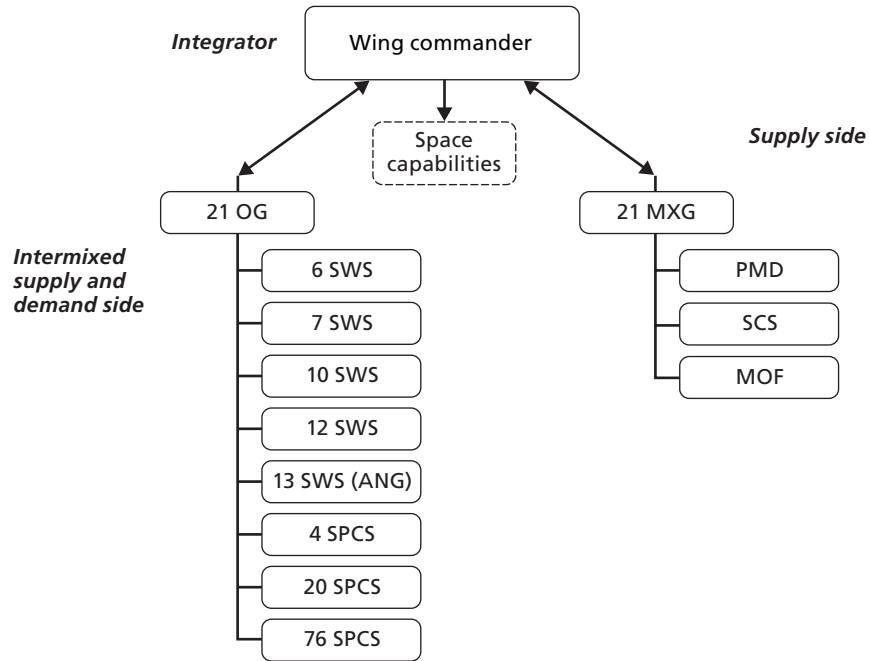 Integrator
Wing commander
Space
capabilities
Supply side
21 OG
21 MXG
Intermixed
supply and
demand side
6 SWS
7 SWS
10 SWS
12 SWS
13 SWS (ANG)
4 SPCS
20 SPCS
76 SPCS
PMD
SCS
MOF